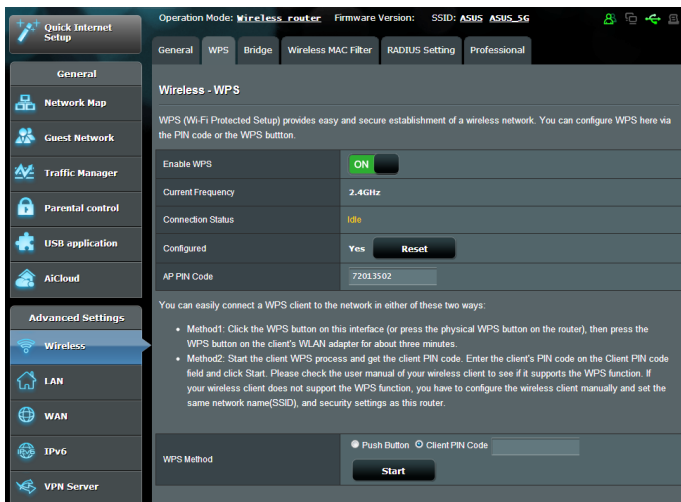 Quick Internet
Setup
General
Network Map
Guest Network
Traffic Manager
Parental control
USB application
AiCloud
Advanced Settings
Wireless
LAN
WAN
IPv6
VPN Server
Operation Mode: Wireless router Firmware Version: SSID: ASUS ASUS_5G
General WPS Bridge Wireless MAC Filter RADIUS Setting Professional
Wireless - WPS
WPS (Wi-Fi Protected Setup) provides easy and secure establishment of a wireless network. You can configure WPS here via
the PIN code or the WPS buttton.
Enable WPS ON
Current Frequency 2.4GHz
Connection Status Idle
Configured Yes Reset
AP PIN Code 72013502
You can easily connect a WPS client to the network in either of these two ways:
• Method1: Click the WPS button on this interface (or press the physical WPS button on the router), then press the
WPS button on the client's WLAN adapter for about three minutes.
• Method2: Start the client WPS process and get the client PIN code. Enter the client's PIN code on the Client PIN code
field and click Start. Please check the user manual of your wireless client to see if it supports the WPS function. If
your wireless client does not support the WPS function, you have to configure the wireless client manually and set the
same network name(SSID), and security settings as this router.
WPS Method Push Button Client PIN Code
Start